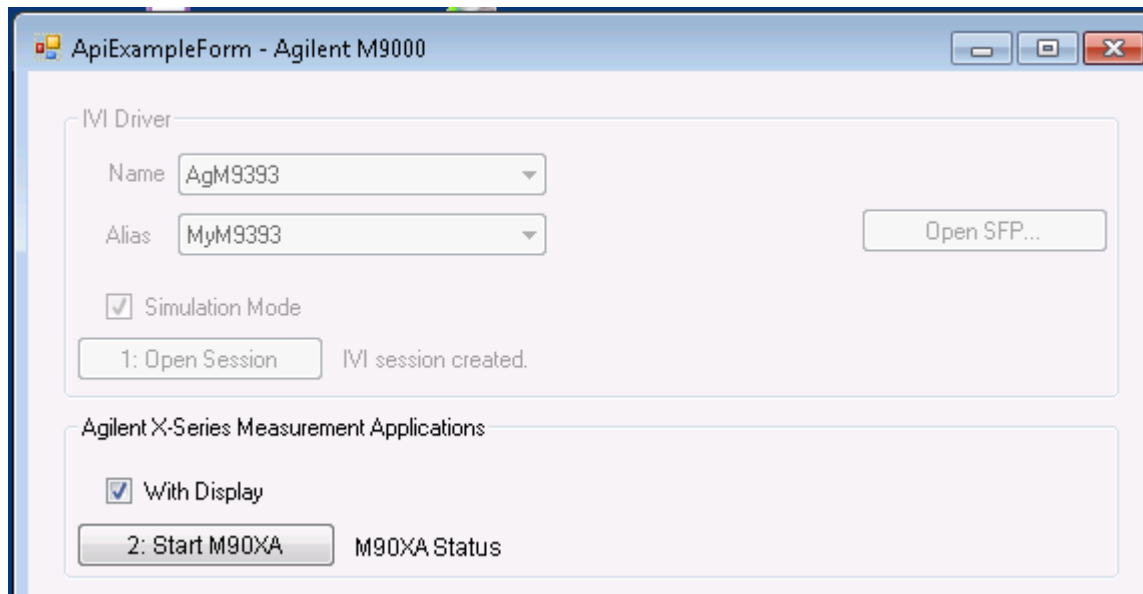 ApiExampleForm - Agilent M9000
IVI Driver
Name AgM9393
Alias MyM9393
Open SFP...
Simulation Mode
1: Open Session IVI session created.
Agilent X-Series Measurement Applications
With Display
2: Start M90XA M90XA Status